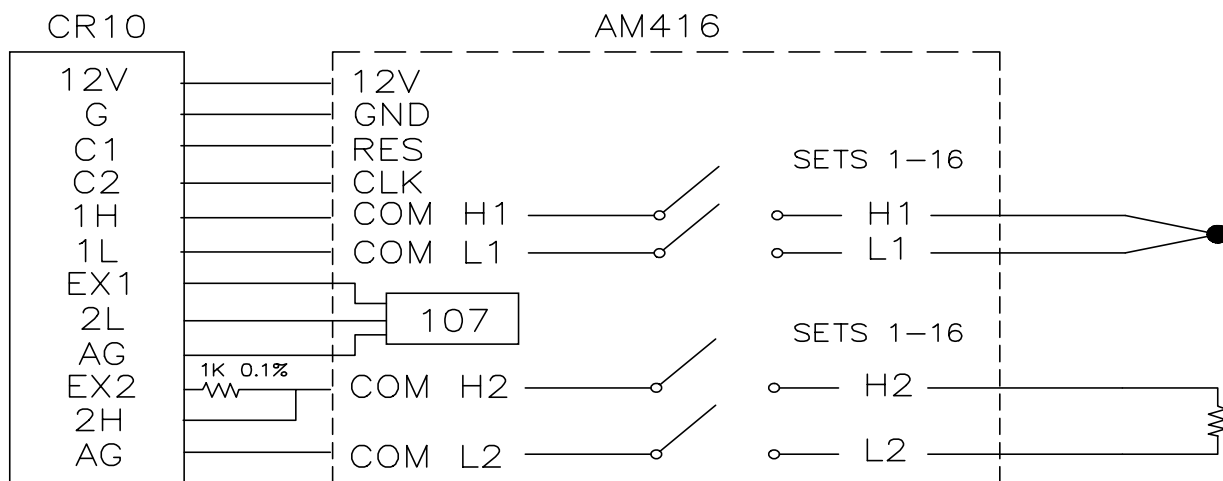 CR10 AM416
12V 12V
G GND
C1 RES SETS 1-16
C2 CLK
1H COM H1 H1
1L COM L1 L1
EX1
2L 107 SETS 1-16
AG
1K 0.1%
EX2 COM H2 H2
2H
AG COM L2 L2